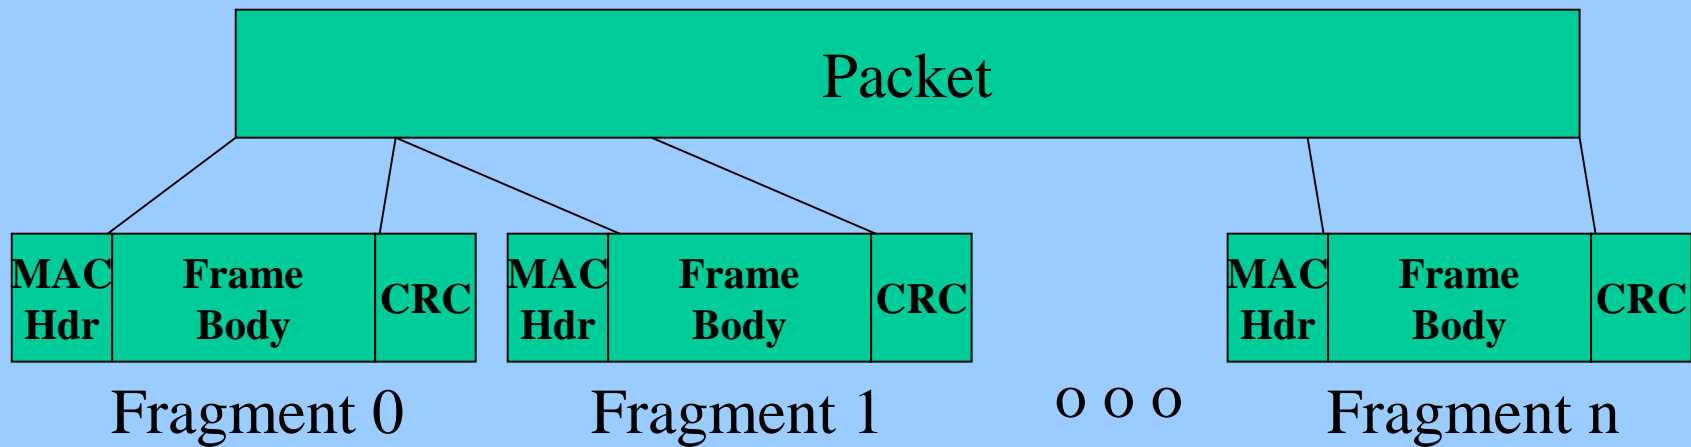 Packet
MAC Hdr
Frame Body
CRC
MAC Hdr
Frame Body
CRC
MAC Hdr
Frame Body
CRC
Fragment 0
Fragment 1
o o o
Fragment n